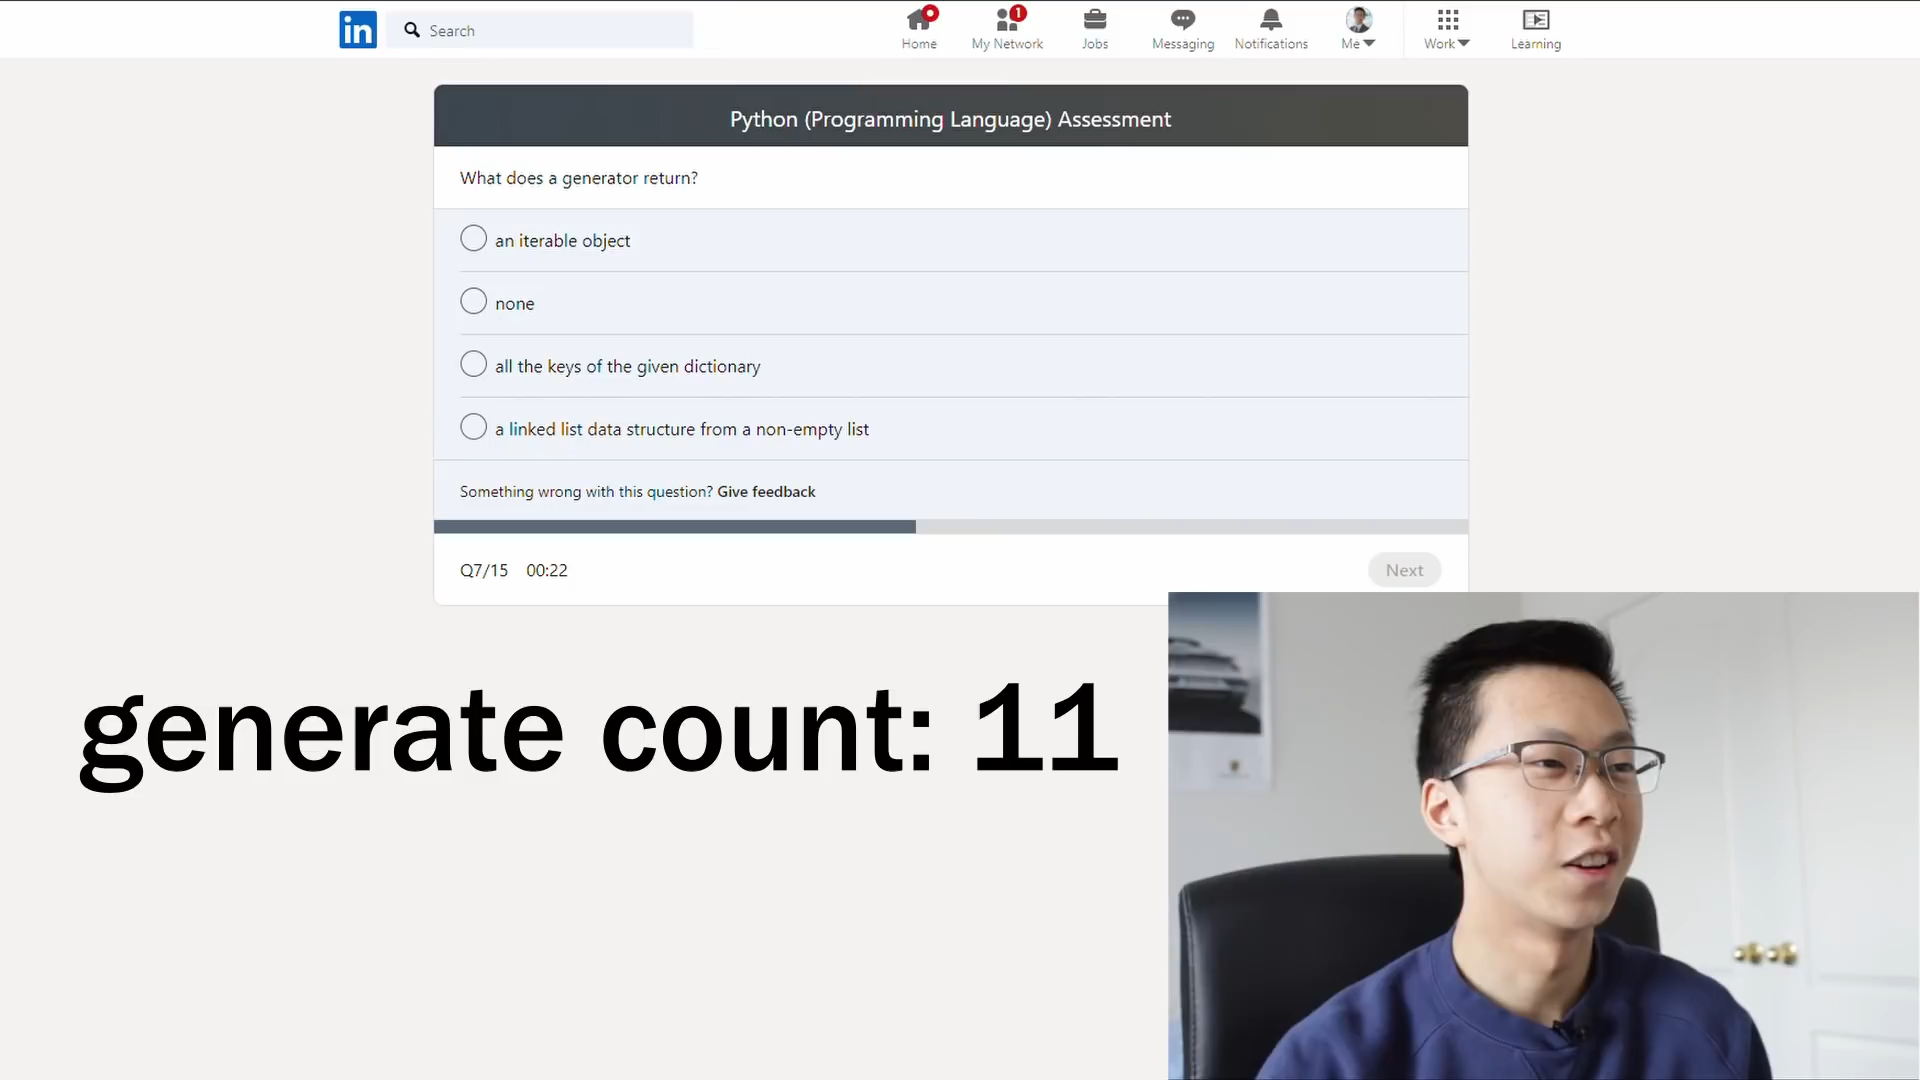 in
Search
Home
1
My Network
Jobs
Messaging
Notifications
Me
Work
Learning
Python (Programming Language) Assessment
What does a generator return?
an iterable object
none
all the keys of the given dictionary
a linked list data structure from a non-empty list
Something wrong with this question? Give feedback
Q7/15 00:22
Next
generate count: 11